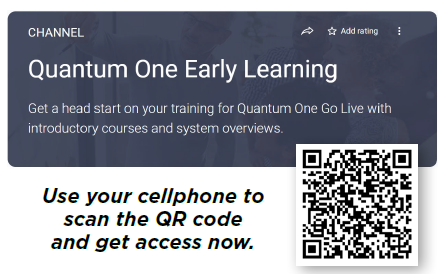 CHANNEL
Add rating
Quantum One Early Learning
Get a head start on your training for Quantum One Go Live with
introductory courses and system overviews.
Use your cellphone to
scan the QR code
and get access now.